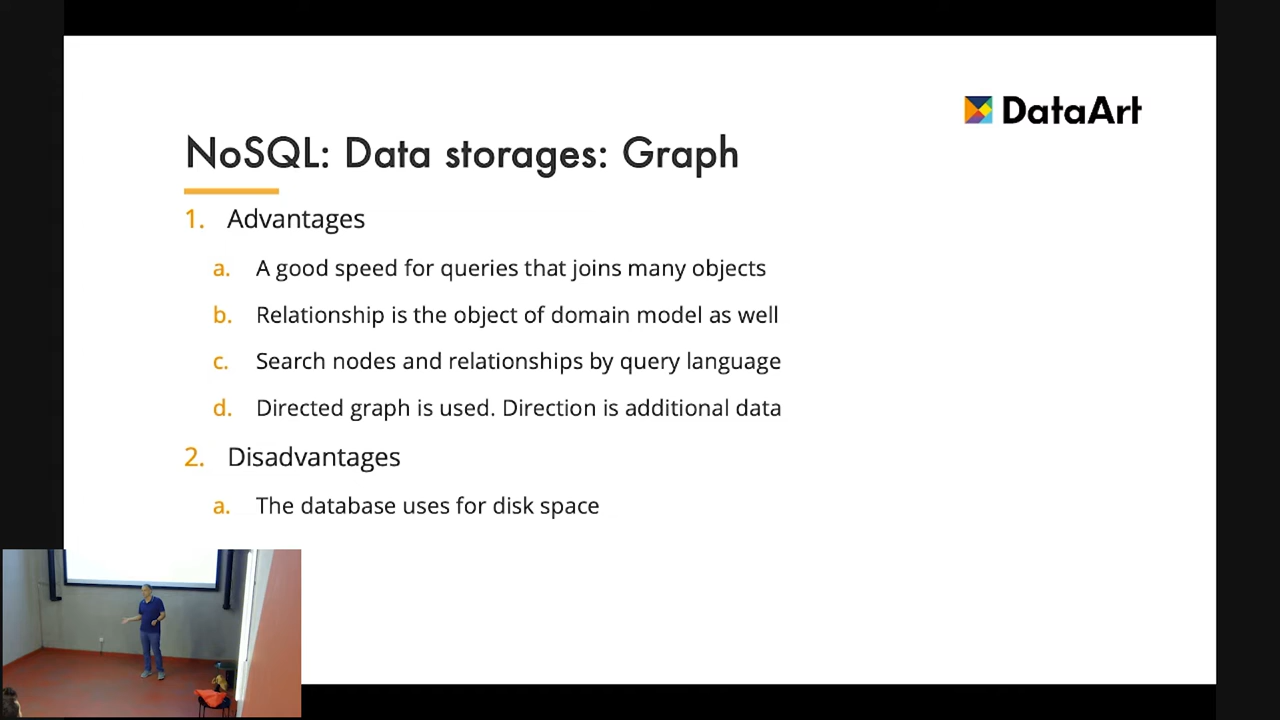 DataArt
NoSQL: Data storages: Graph
1. Advantages
a. A good speed for queries that joins many objects
b. Relationship is the object of domain model as well
c. Search nodes and relationships by query language
d. Directed graph is used. Direction is additional data
2. Disadvantages
a. The database uses for disk space